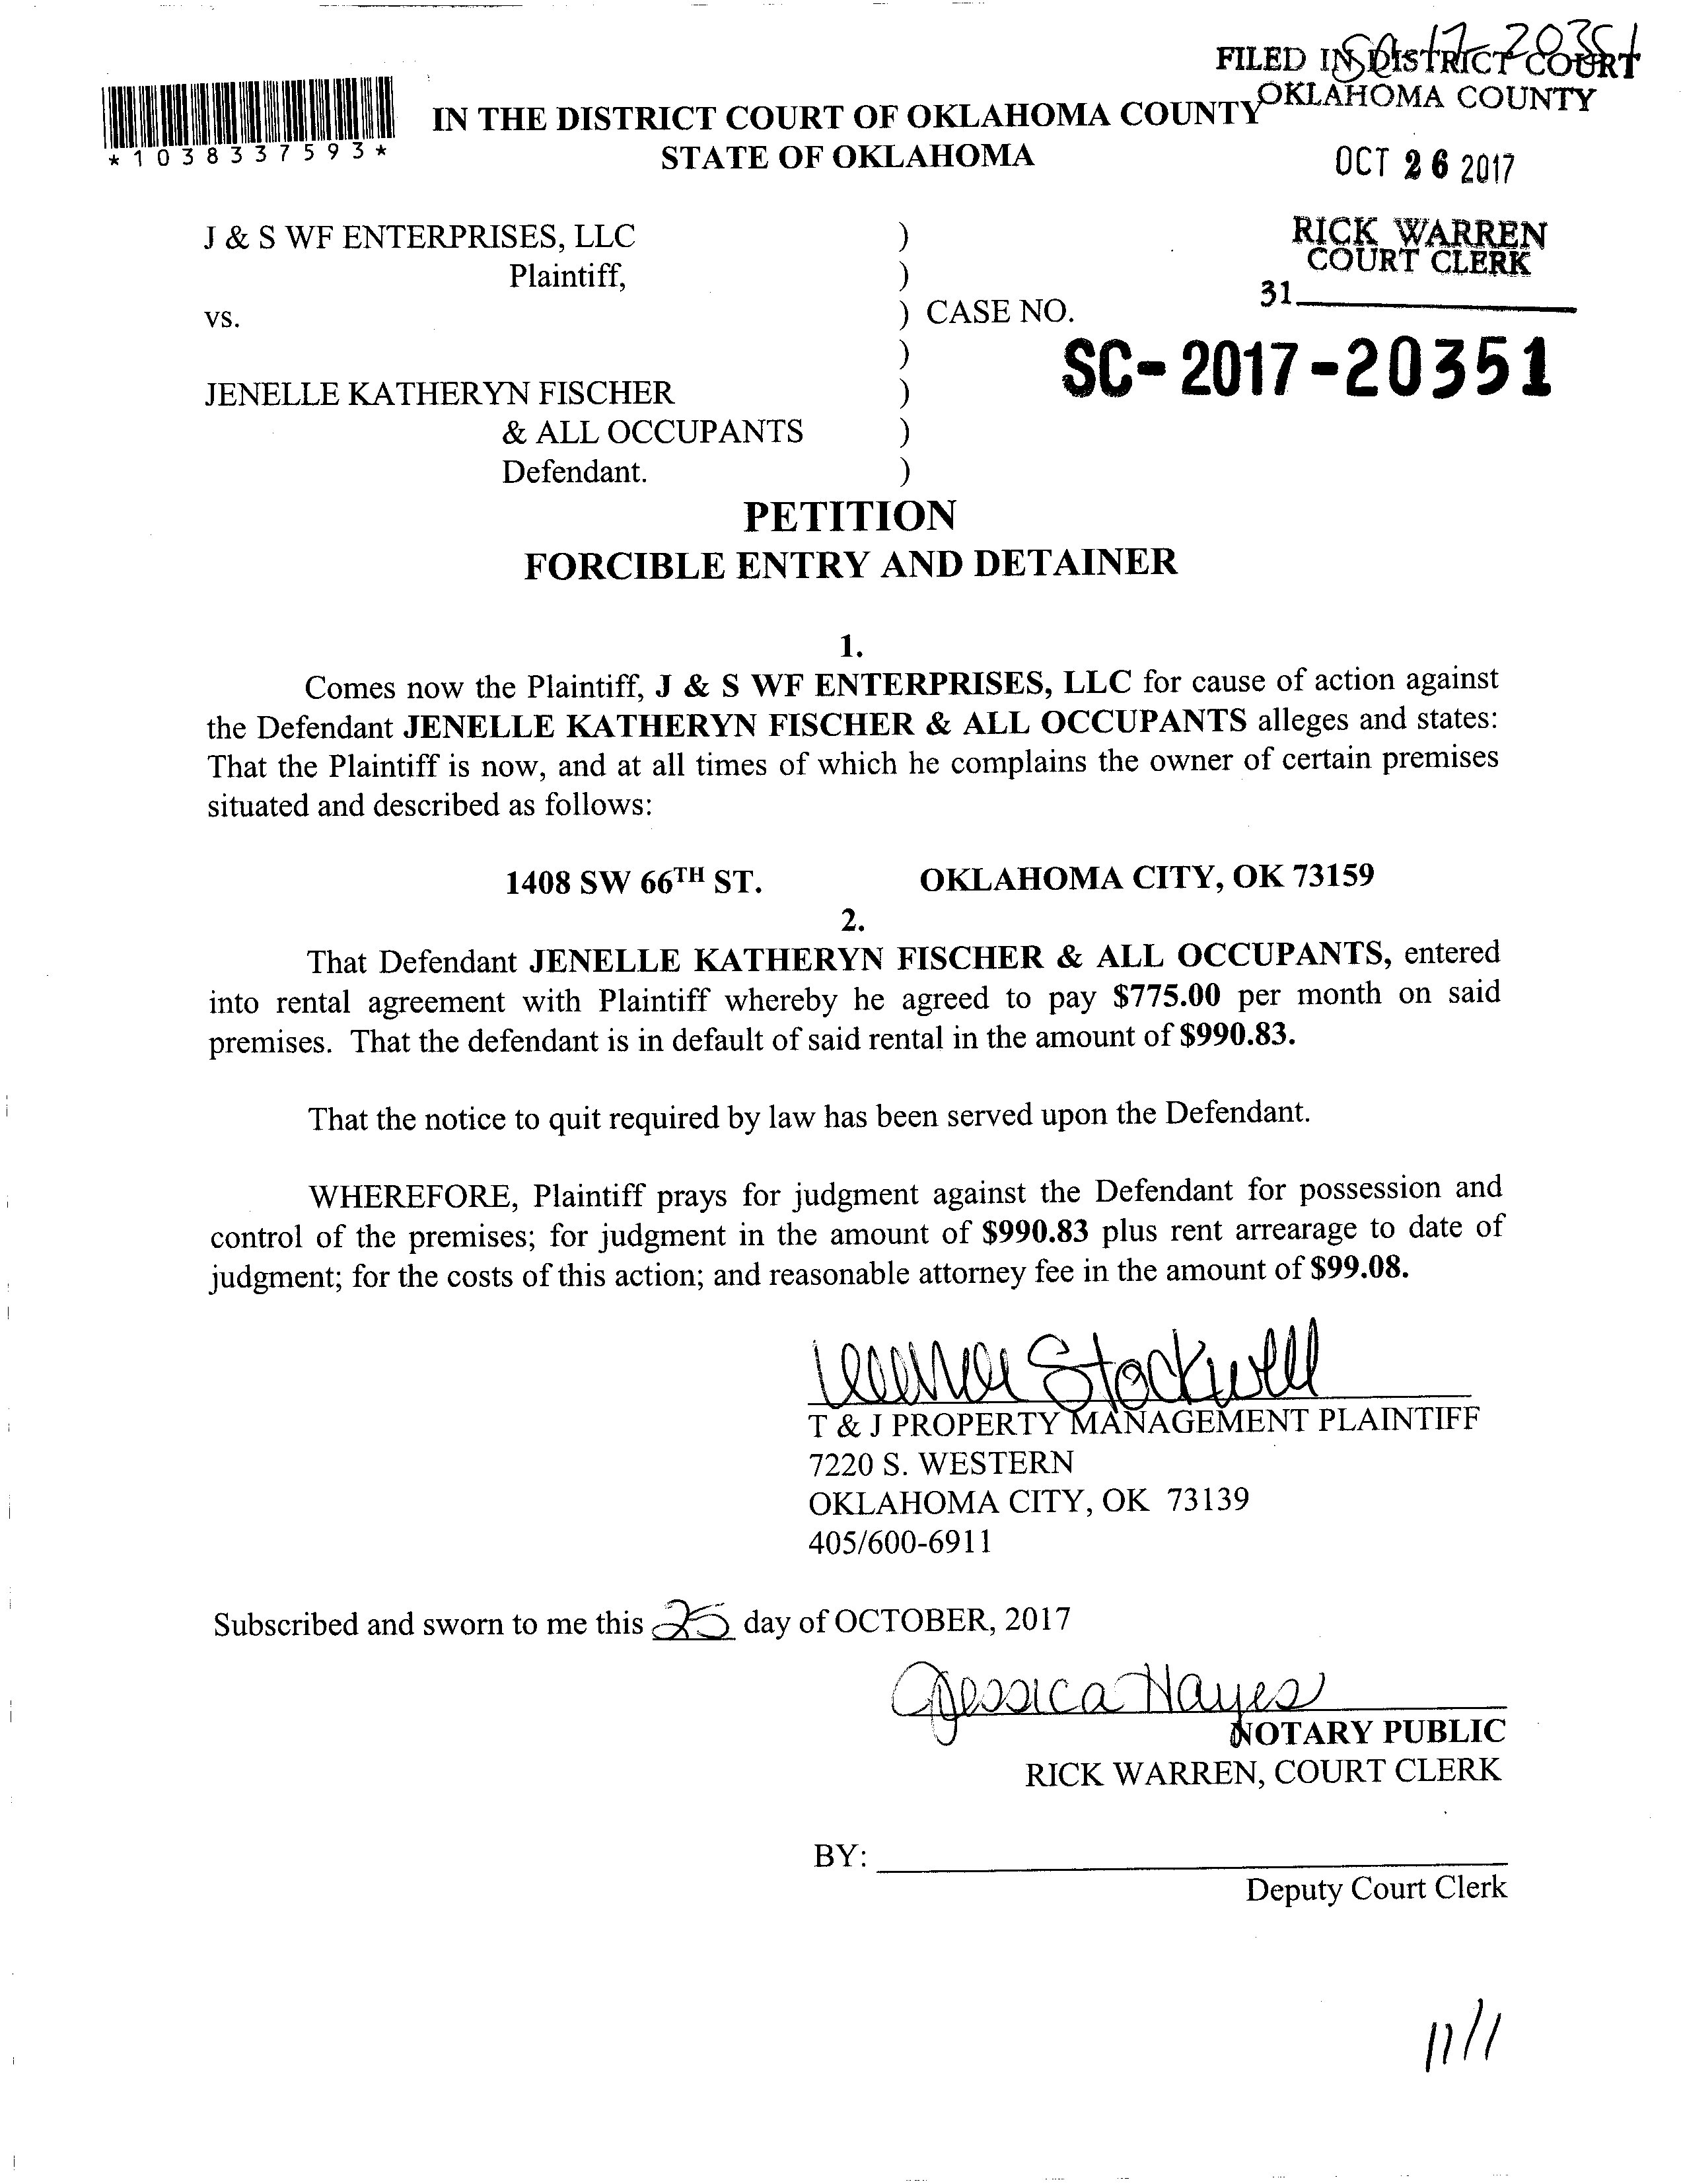 SC-17-20351
FILED IN DISTRICT COURT
OKLAHOMA COUNTY
*1038337593*
IN THE DISTRICT COURT OF OKLAHOMA COUNTY
STATE OF OKLAHOMA
OCT 26 2017
J & S WF ENTERPRISES, LLC )
Plaintiff, )
RICK WARREN
COURT CLERK
31
vs. ) CASE NO.
)
SC-2017-20351
JENELLE KATHERYN FISCHER )
& ALL OCCUPANTS )
Defendant. )
PETITION
FORCIBLE ENTRY AND DETAINER
1.
Comes now the Plaintiff, J & S WF ENTERPRISES, LLC for cause of action against
the Defendant JENELLE KATHERYN FISCHER & ALL OCCUPANTS alleges and states:
That the Plaintiff is now, and at all times of which he complains the owner of certain premises
situated and described as follows:
1408 SW 66TH ST. OKLAHOMA CITY, OK 73159
2.
That Defendant JENELLE KATHERYN FISCHER & ALL OCCUPANTS, entered
into rental agreement with Plaintiff whereby he agreed to pay $775.00 per month on said
premises. That the defendant is in default of said rental in the amount of $990.83.
That the notice to quit required by law has been served upon the Defendant.
WHEREFORE, Plaintiff prays for judgment against the Defendant for possession and
control of the premises; for judgment in the amount of $990.83 plus rent arrearage to date of
judgment; for the costs of this action; and reasonable attorney fee in the amount of $99.08.
Stockwell
T & J PROPERTY MANAGEMENT PLAINTIFF
7220 S. WESTERN
OKLAHOMA CITY, OK 73139
405/600-6911
Subscribed and sworn to me this 25 day of OCTOBER, 2017
Jessica Hayes
NOTARY PUBLIC
RICK WARREN, COURT CLERK
BY:
Deputy Court Clerk
11/1